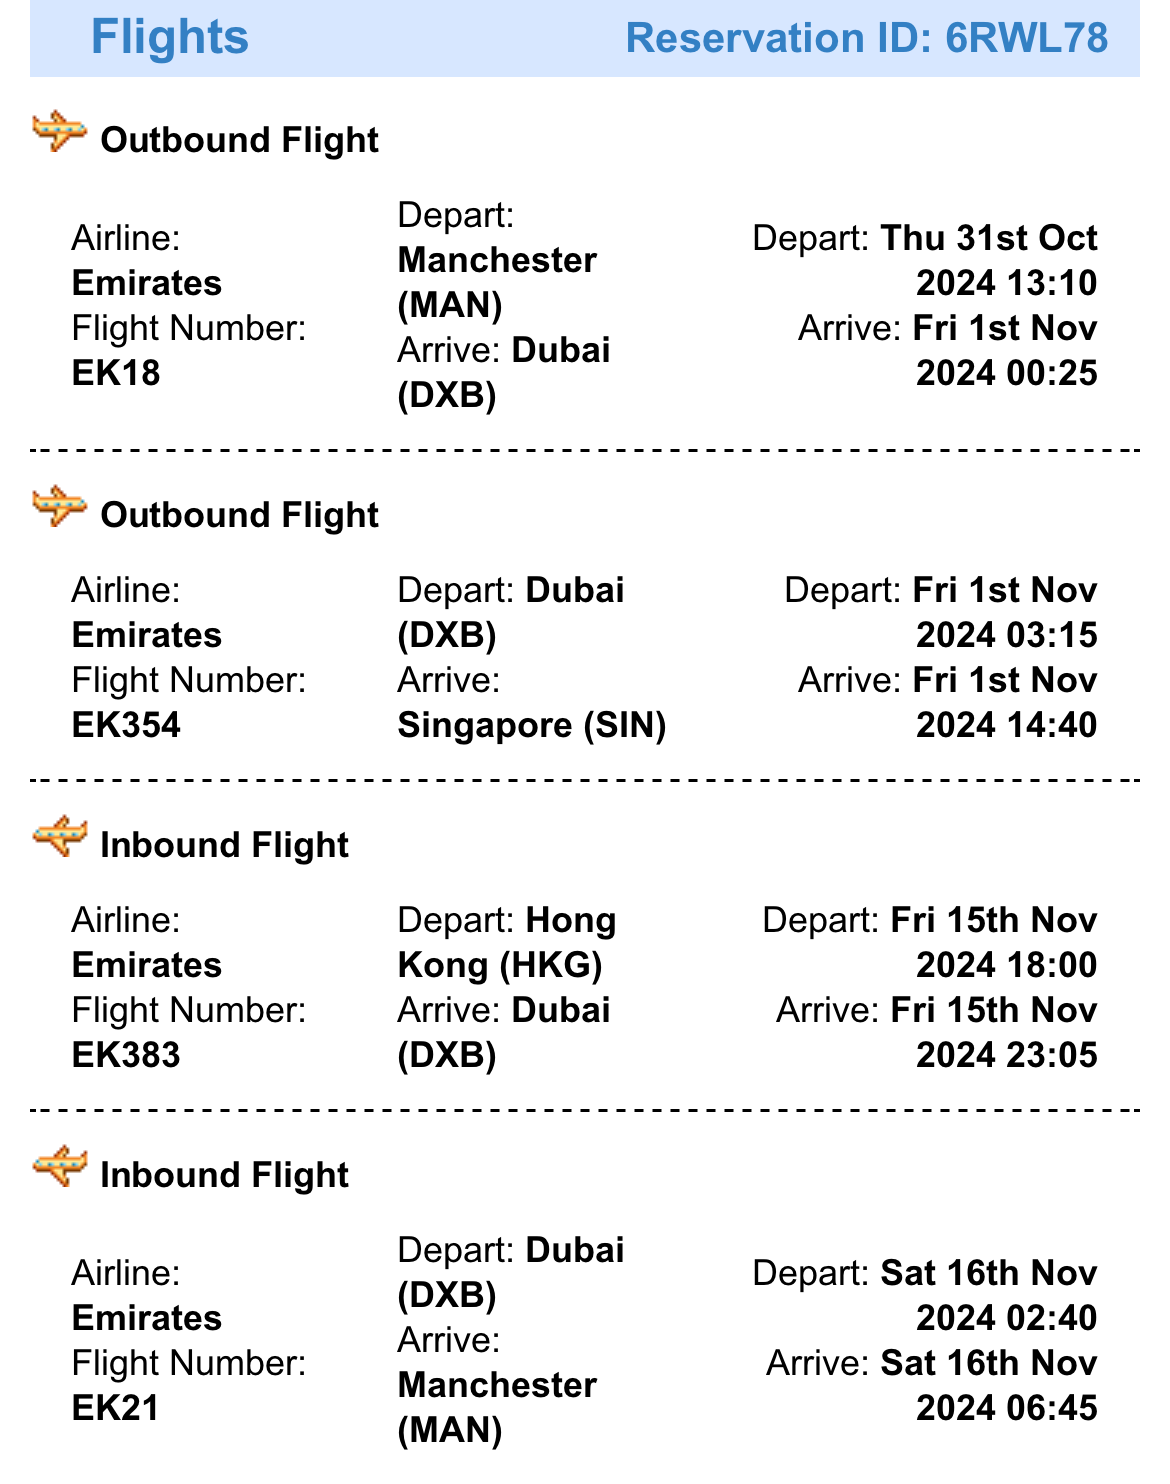 Flights
Reservation ID: 6RWL78
Outbound Flight
Airline:
Emirates
Flight Number:
EK18
Depart:
Manchester
(MAN)
Arrive: Dubai
(DXB)
Depart: Thu 31st Oct
2024 13:10
Arrive: Fri 1st Nov
2024 00:25
Outbound Flight
Airline:
Emirates
Flight Number:
EK354
Depart: Dubai
(DXB)
Arrive:
Singapore (SIN)
Depart: Fri 1st Nov
2024 03:15
Arrive: Fri 1st Nov
2024 14:40
Inbound Flight
Airline:
Emirates
Flight Number:
EK383
Depart: Hong
Kong (HKG)
Arrive: Dubai
(DXB)
Depart: Fri 15th Nov
2024 18:00
Arrive: Fri 15th Nov
2024 23:05
Inbound Flight
Airline:
Emirates
Flight Number:
EK21
Depart: Dubai
(DXB)
Arrive:
Manchester
(MAN)
Depart: Sat 16th Nov
2024 02:40
Arrive: Sat 16th Nov
2024 06:45